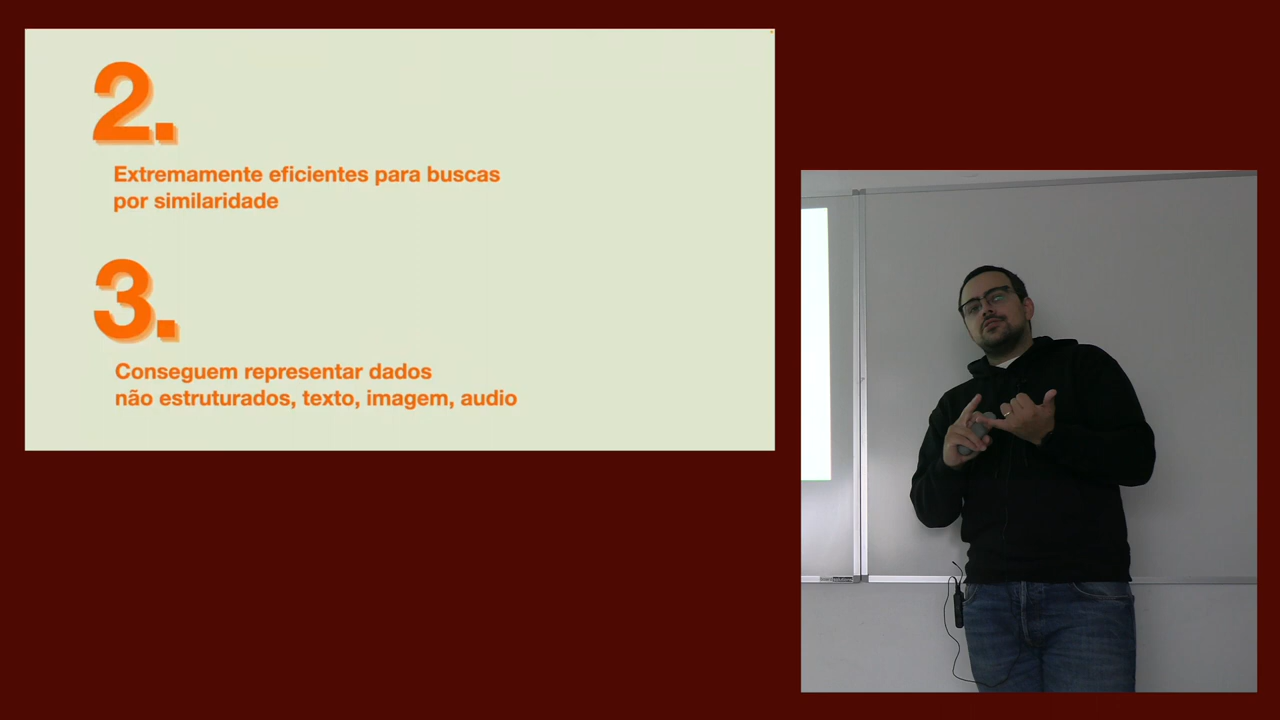 2.
Extremamente eficientes para buscas
por similaridade
3.
Conseguem representar dados
não estruturados, texto, imagem, audio